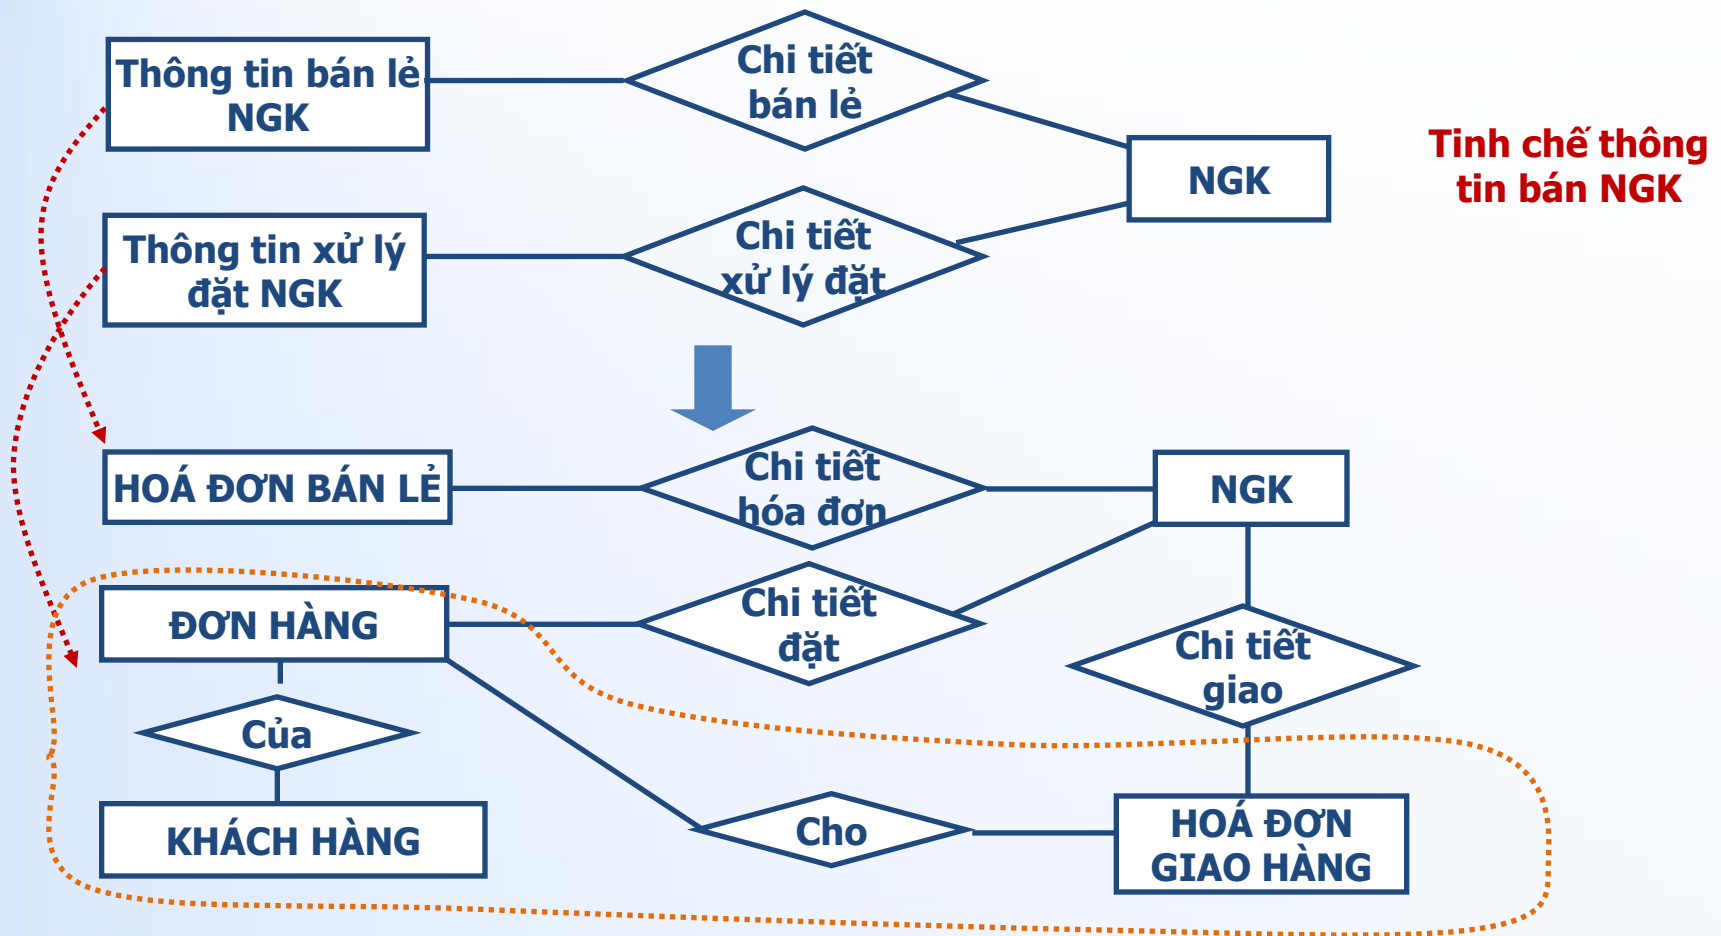 Thông tin bán lẻ
NGK
Chi tiết
bán lẻ
NGK
Tinh chế thông
tin bán NGK
Thông tin xử lý
đặt NGK
Chi tiết
xử lý đặt
HOÁ ĐƠN BÁN LẺ
Chi tiết
hóa đơn
NGK
ĐƠN HÀNG
Chi tiết
đặt
Chi tiết
giao
Của
KHÁCH HÀNG
Cho
HOÁ ĐƠN
GIAO HÀNG